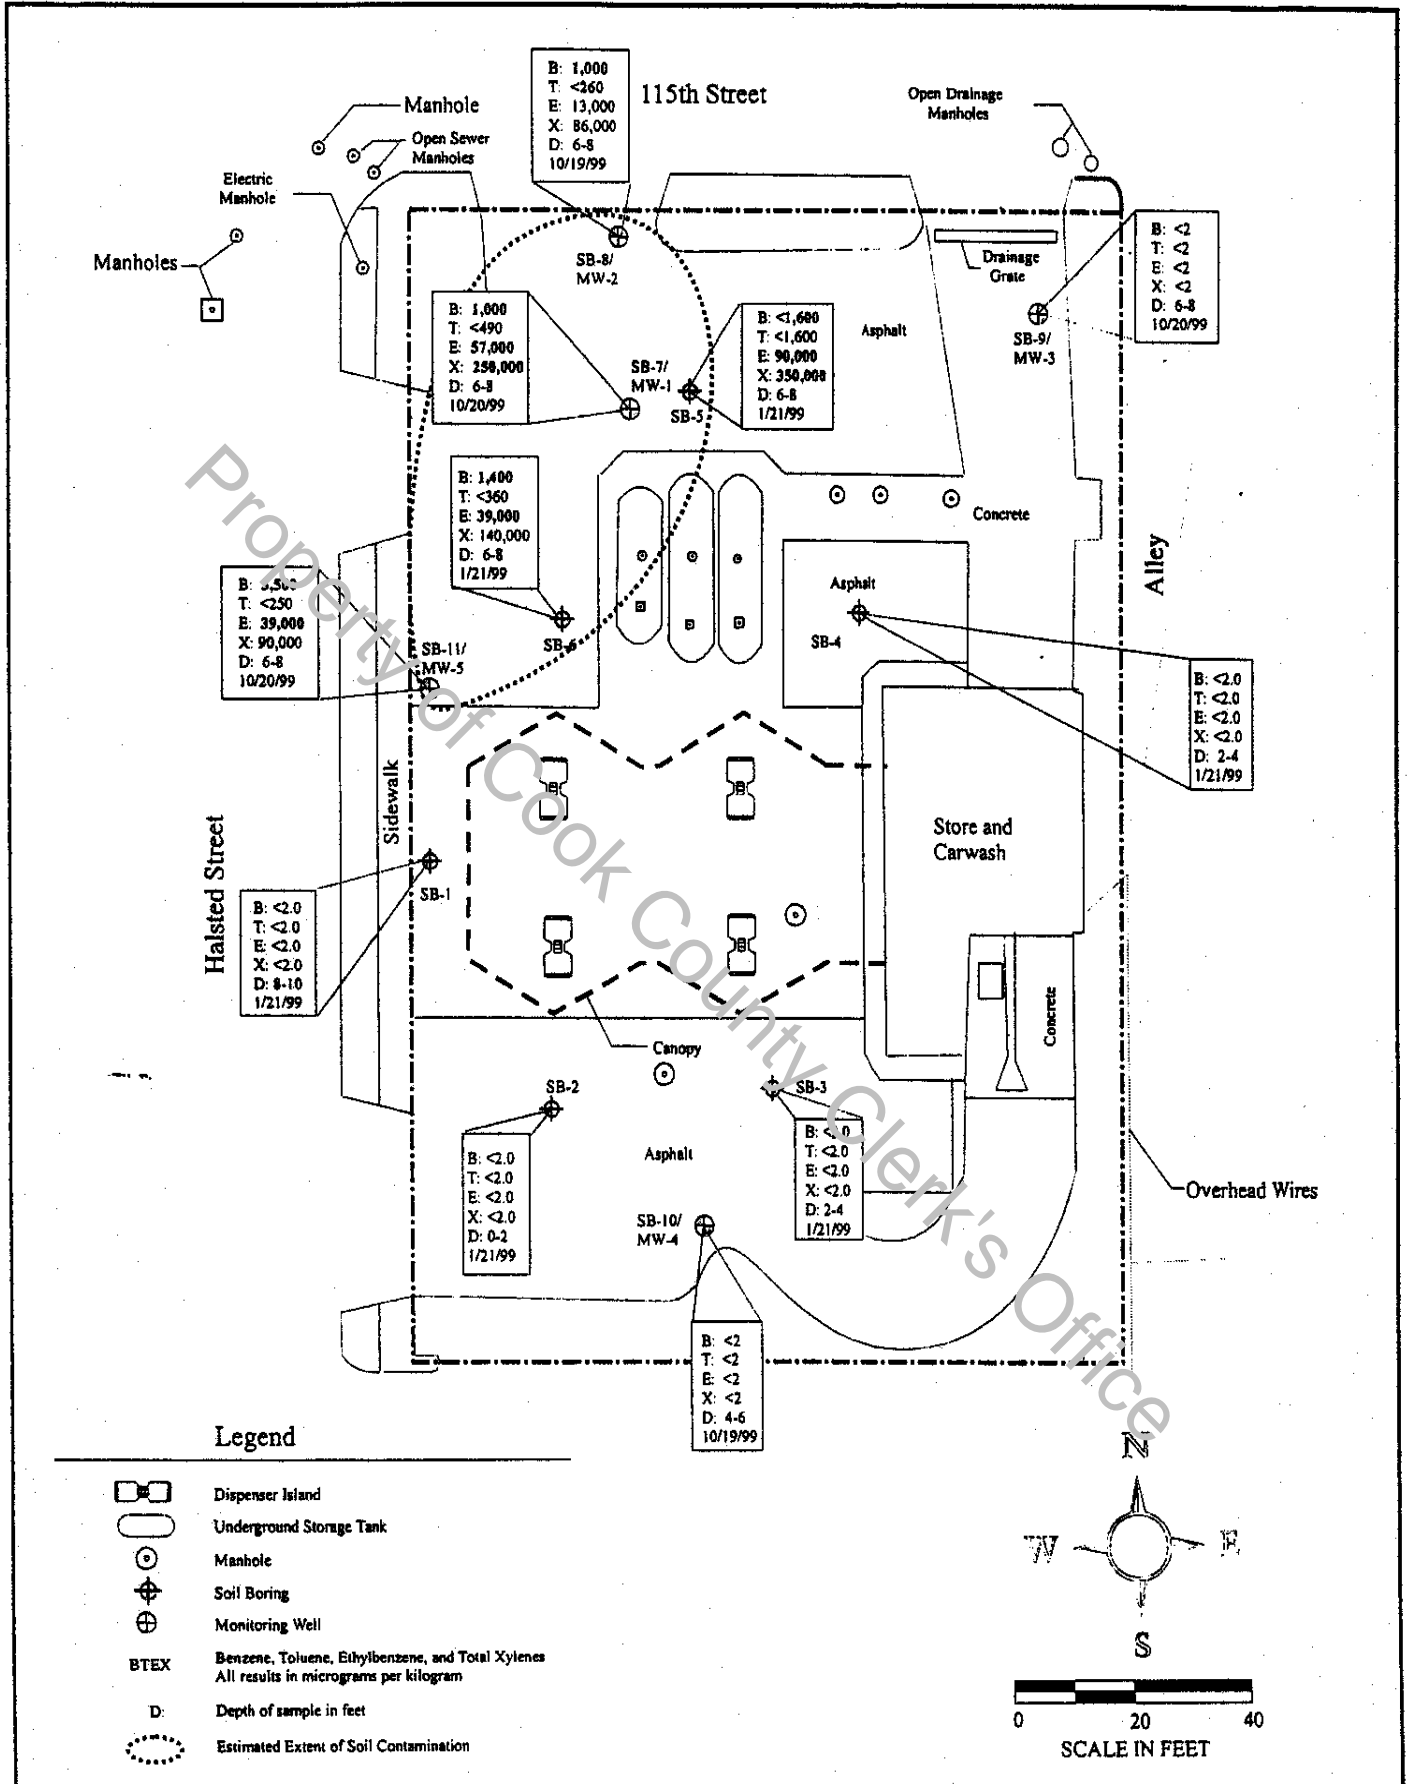 B: 1,000
T: <260
E: 13,000
X: 86,000
D: 6-8
10/19/99
115th Street
Open Drainage
Manholes
Manhole
Open Sewer
Manholes
Electric
Manhole
Manholes
SB-8/
MW-2
Drainage
Grate
B: <2
T: <2
E: <2
X: <2
D: 6-8
10/20/99
SB-9/
MW-3
B: 1,000
T: <490
E: 57,000
X: 250,000
D: 6-8
10/20/99
SB-7/
MW-1
SB-5
B: <1,600
T: <1,600
E: 90,000
X: 350,000
D: 6-8
1/21/99
Asphalt
B: 1,400
T: <360
E: 39,000
X: 140,000
D: 6-8
1/21/99
SB-6
Concrete
Alley
Asphalt
SB-4
B:
T: <250
E: 39,000
X: 90,000
D: 6-8
10/20/99
SB-11/
MW-5
B: <2.0
T: <2.0
E: <2.0
X: <2.0
D: 2-4
1/21/99
Sidewalk
Halsted Street
Store and
Carwash
SB-1
B: <2.0
T: <2.0
E: <2.0
X: <2.0
D: 8-10
1/21/99
Concrete
Canopy
SB-2
SB-3
B: <2.0
T: <2.0
E: <2.0
X: <2.0
D: 0-2
1/21/99
Asphalt
B: <2.0
T: <2.0
E: <2.0
X: <2.0
D: 2-4
1/21/99
Overhead Wires
SB-10/
MW-4
B: <2
T: <2
E: <2
X: <2
D: 4-6
10/19/99
Property of Cook County Clerk's Office
Legend
Dispenser Island
Underground Storage Tank
Manhole
Soil Boring
Monitoring Well
BTEX Benzene, Toluene, Ethylbenzene, and Total Xylenes
All results in micrograms per kilogram
D: Depth of sample in feet
Estimated Extent of Soil Contamination
N
W E
S
0 20 40
SCALE IN FEET